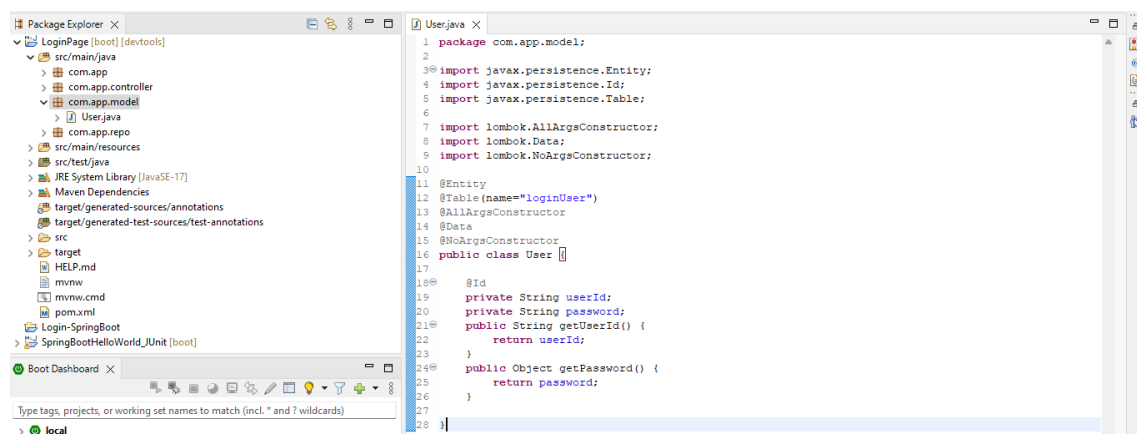 Package Explorer
LoginPage [boot] [devtools]
src/main/java
com.app
com.app.controller
com.app.model
User.java
com.app.repo
src/main/resources
src/test/java
JRE System Library [JavaSE-17]
Maven Dependencies
target/generated-sources/annotations
target/generated-test-sources/test-annotations
src
target
HELP.md
mvnw
mvnw.cmd
pom.xml
Login-SpringBoot
SpringBootHelloWorld_JUnit [boot]
Boot Dashboard
Type tags, projects, or working set names to match (incl. * and ? wildcards)
local
User.java
1 package com.app.model;
2
3 import javax.persistence.Entity;
4 import javax.persistence.Id;
5 import javax.persistence.Table;
6
7 import lombok.AllArgsConstructor;
8 import lombok.Data;
9 import lombok.NoArgsConstructor;
10
11 @Entity
12 @Table(name="loginUser")
13 @AllArgsConstructor
14 @Data
15 @NoArgsConstructor
16 public class User {
17
18 @Id
19 private String userId;
20 private String password;
21 public String getUserId() {
22 return userId;
23 }
24 public Object getPassword() {
25 return password;
26 }
27
28 }